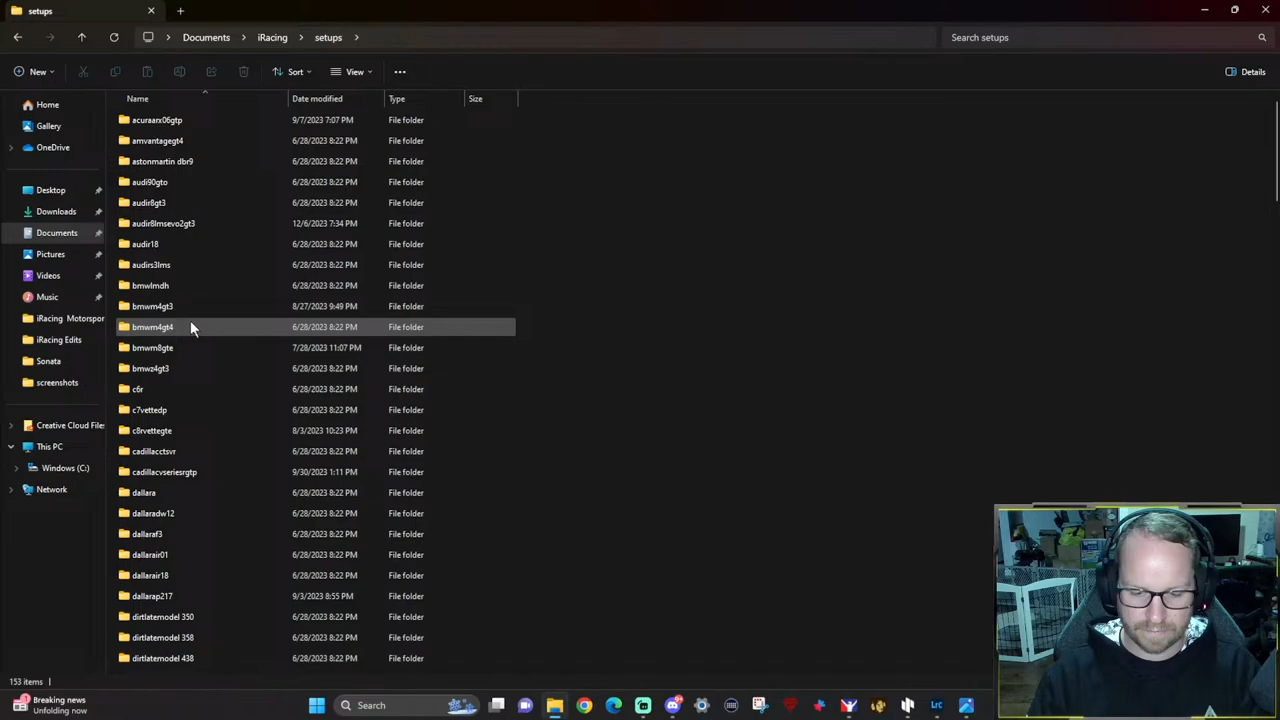 setups
Documents
iRacing
setups
Search setups
New
Sort
View
Details
Name
Date modified
Type
Size
Home
Gallery
OneDrive
Desktop
Downloads
Documents
Pictures
Videos
Music
iRacing Motorspor
iRacing Edits
Sonata
screenshots
Creative Cloud Files
This PC
Windows (C:)
Network
acuraarx06gtp 9/7/2023 7:07 PM File folder
amvantagegt4 6/28/2023 8:22 PM File folder
astonmartin dbr9 6/28/2023 8:22 PM File folder
audi90gto 6/28/2023 8:22 PM File folder
audir8gt3 6/28/2023 8:22 PM File folder
audir8lmsevo2gt3 12/6/2023 7:34 PM File folder
audir18 6/28/2023 8:22 PM File folder
audirs3lms 6/28/2023 8:22 PM File folder
bmwlmdh 6/28/2023 8:22 PM File folder
bmwm4gt3 8/27/2023 9:49 PM File folder
bmwm4gt4 6/28/2023 8:22 PM File folder
bmwm8gte 7/28/2023 11:07 PM File folder
bmwz4gt3 6/28/2023 8:22 PM File folder
c6r 6/28/2023 8:22 PM File folder
c7vettedp 6/28/2023 8:22 PM File folder
c8rvettegte 8/3/2023 10:23 PM File folder
cadillacctsvr 6/28/2023 8:22 PM File folder
cadillacvseriesrgtp 9/30/2023 1:11 PM File folder
dallara 6/28/2023 8:22 PM File folder
dallaradw12 6/28/2023 8:22 PM File folder
dallaraf3 6/28/2023 8:22 PM File folder
dallarair01 6/28/2023 8:22 PM File folder
dallarair18 6/28/2023 8:22 PM File folder
dallarap217 9/3/2023 8:55 PM File folder
dirtlatemodel 350 6/28/2023 8:22 PM File folder
dirtlatemodel 358 6/28/2023 8:22 PM File folder
dirtlatemodel 438 6/28/2023 8:22 PM File folder
153 items
Breaking news
Unfolding now
Search